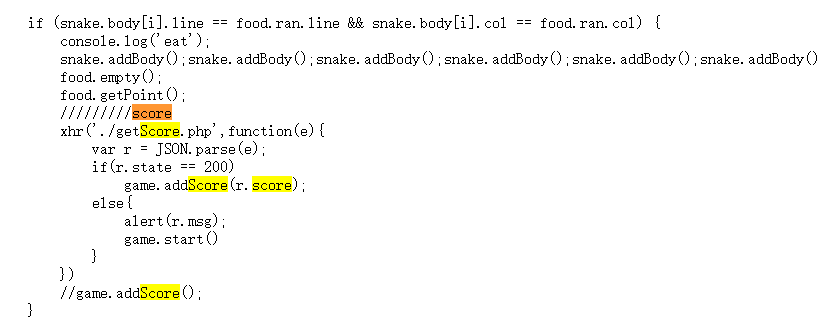 if (snake.body[i].line == food.ran.line && snake.body[i].col == food.ran.col) {
console.log('eat');
snake.addBody();snake.addBody();snake.addBody();snake.addBody();snake.addBody();snake.addBody()
food.empty();
food.getPoint();
/////////score
xhr('./getScore.php',function(e){
var r = JSON.parse(e);
if(r.state == 200)
game.addScore(r.score);
else{
alert(r.msg);
game.start()
}
})
//game.addScore();
}